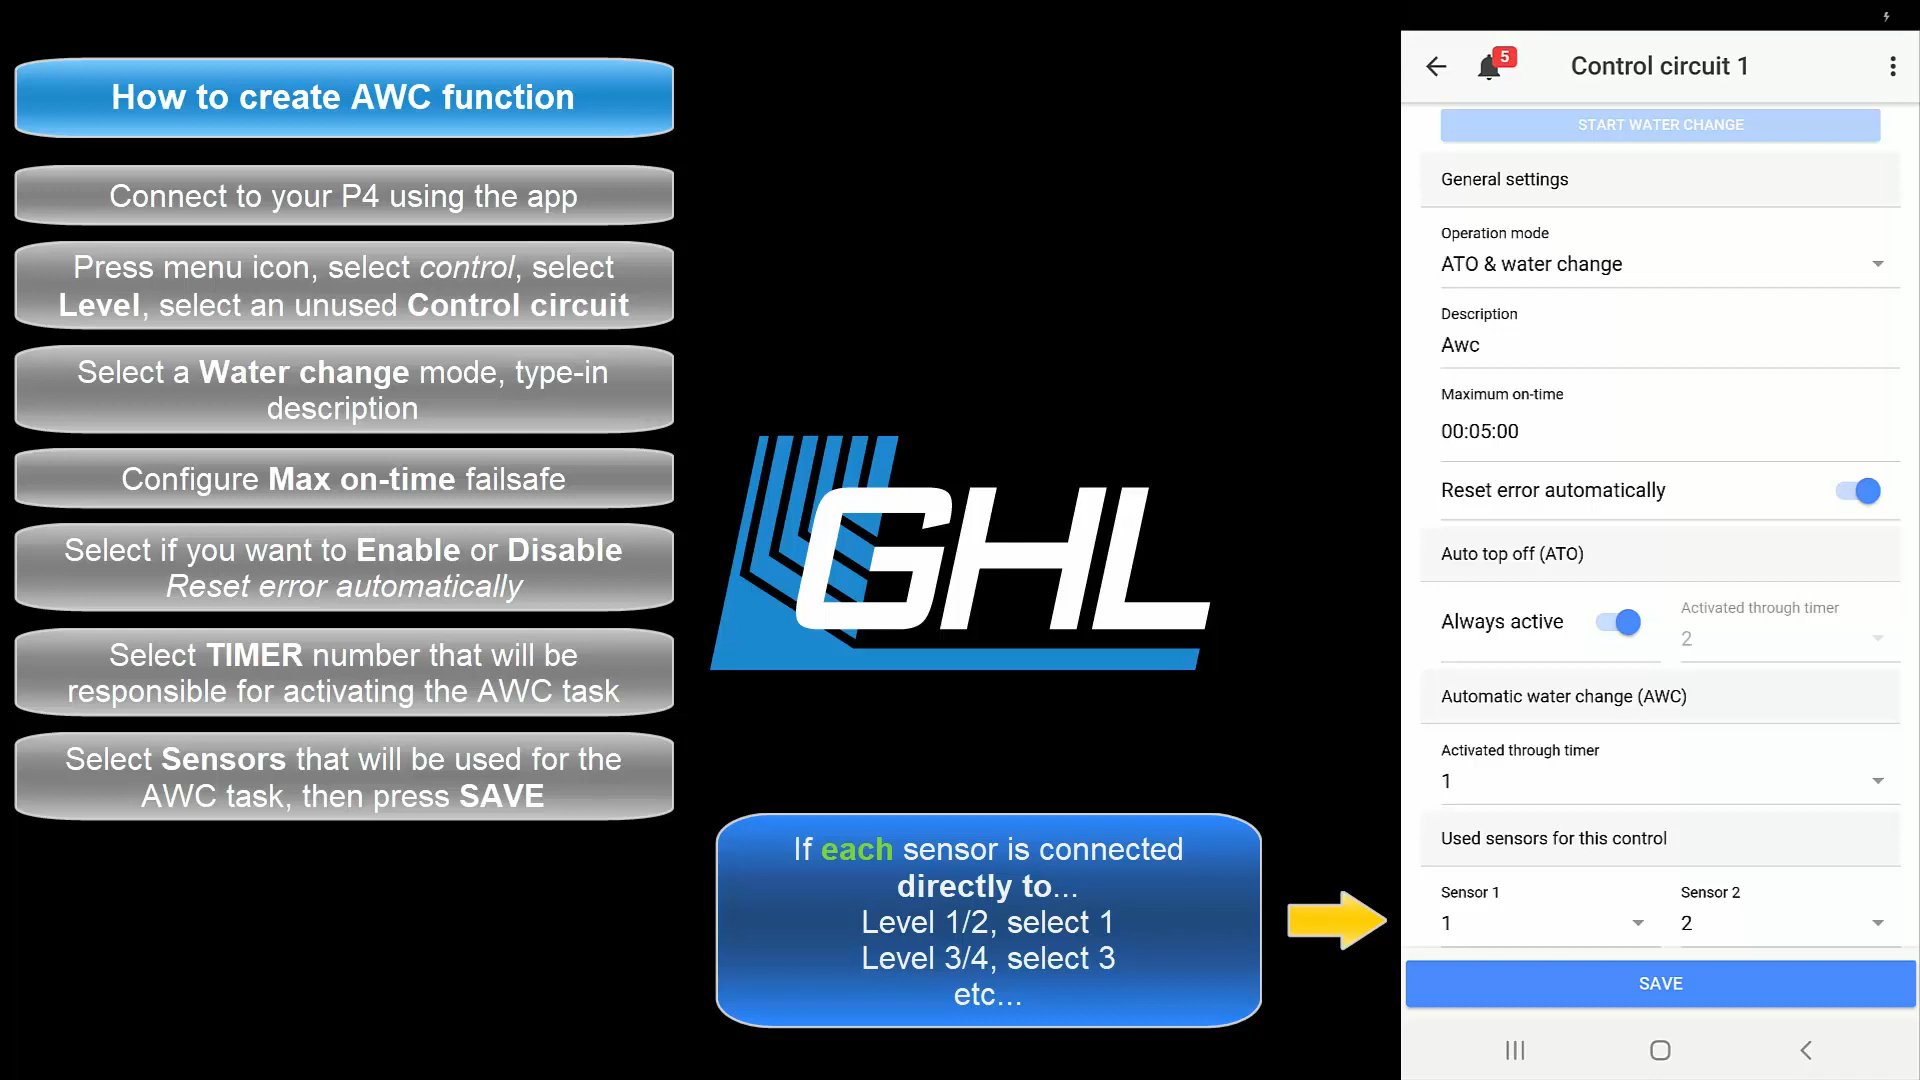 How to create AWC function
Connect to your P4 using the app
Press menu icon, select control, select
Level, select an unused Control circuit
Select a Water change mode, type-in
description
Configure Max on-time failsafe
Select if you want to Enable or Disable
Reset error automatically
Select TIMER number that will be
responsible for activating the AWC task
Select Sensors that will be used for the
AWC task, then press SAVE
GHL
If each sensor is connected
directly to...
Level 1/2, select 1
Level 3/4, select 3
etc...
5
Control circuit 1
START WATER CHANGE
General settings
Operation mode
ATO & water change
Description
Awc
Maximum on-time
00:05:00
Reset error automatically
Auto top off (ATO)
Always active
Activated through timer
2
Automatic water change (AWC)
Activated through timer
1
Used sensors for this control
Sensor 1
1
Sensor 2
2
SAVE